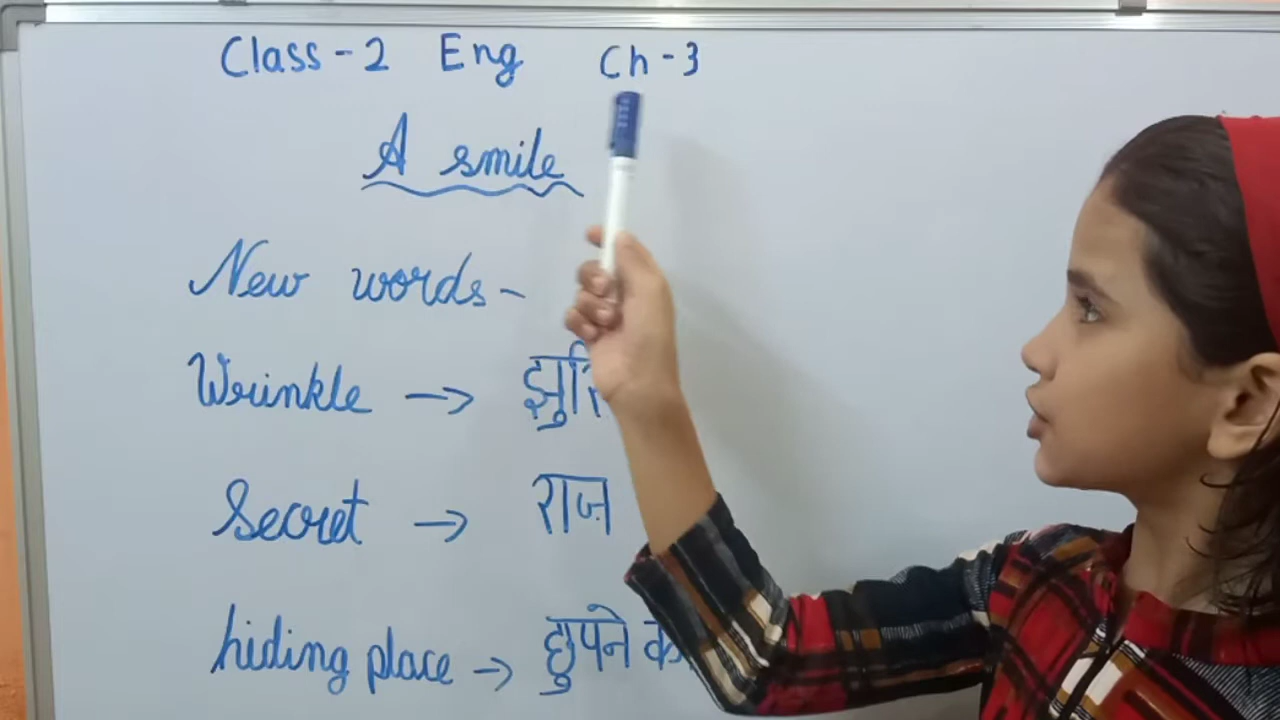 Class - 2 Eng Ch - 3
A smile
New words -
Wrinkle →
Secret → राज
hiding place → छुपने